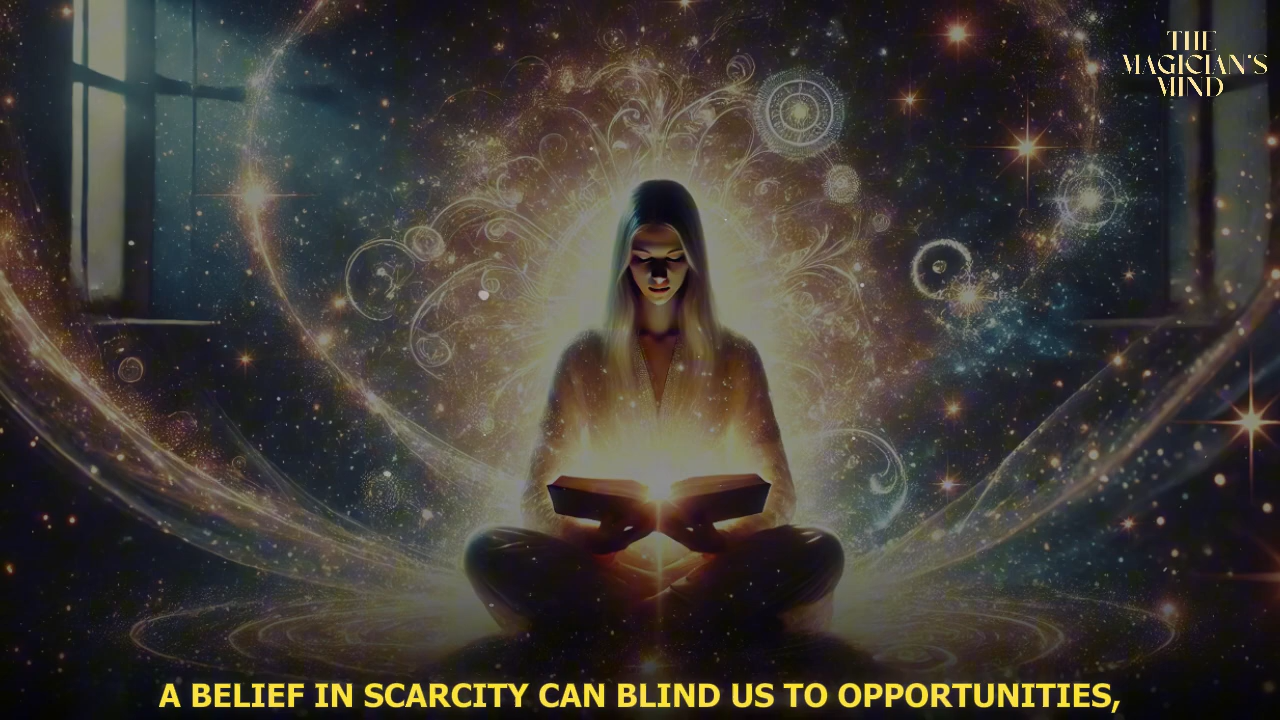 THE
MAGICIAN'S
MIND
A BELIEF IN SCARCITY CAN BLIND US TO OPPORTUNITIES,